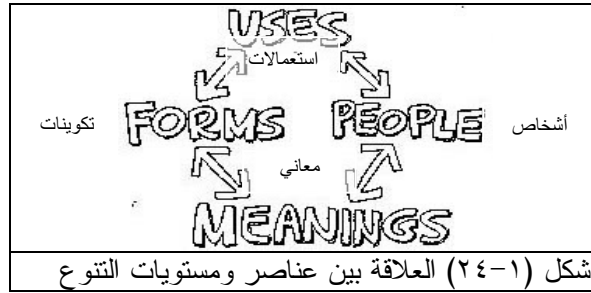 USES
استعمالات
تكوينات FORMS PEOPLE أشخاص
معاني
MEANINGS
شكل (١-٢٤) العلاقة بين عناصر ومستويات التنوع